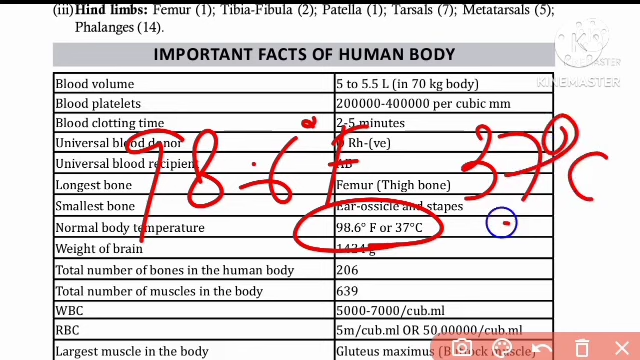 (iii) Hind limbs: Femur (1); Tibia-Fibula (2); Patella (1); Tarsals (7); Metatarsals (5);
Phalanges (14).
IMPORTANT FACTS OF HUMAN BODY
KINEMASTER
KINEMASTER
Blood volume 5 to 5.5 L (in 70 kg body)
Blood platelets 200000-400000 per cubic mm
Blood clotting time 2-5 minutes
Universal blood donor Rh-(ve)
Universal blood recipient AB
98.6° F 37°C
Longest bone Femur (Thigh bone)
Smallest bone Ear-ossicle and stapes
Normal body temperature 98.6° F or 37°C
Weight of brain 1434 g
Total number of bones in the human body 206
Total number of muscles in the body 639
WBC 5000-7000/cub.ml
RBC 5m/cub.ml OR 50,00000/cub.ml
Largest muscle in the body Gluteus maximus (Buttock muscle)